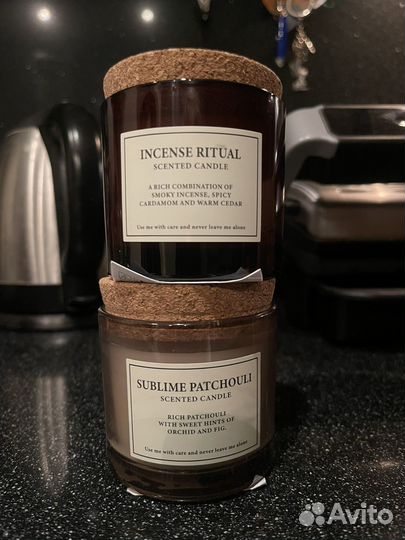 INCENSE RITUAL
SCENTED CANDLE
A RICH COMBINATION OF
SMOKY INCENSE, SPICY
CARDAMOM AND WARM CEDAR
Use me with care and never leave me alone
SUBLIME PATCHOULI
SCENTED CANDLE
RICH PATCHOULI
WITH SWEET HINTS OF
ORCHID AND FIG.
Use me with care and never leave me alone
Avito